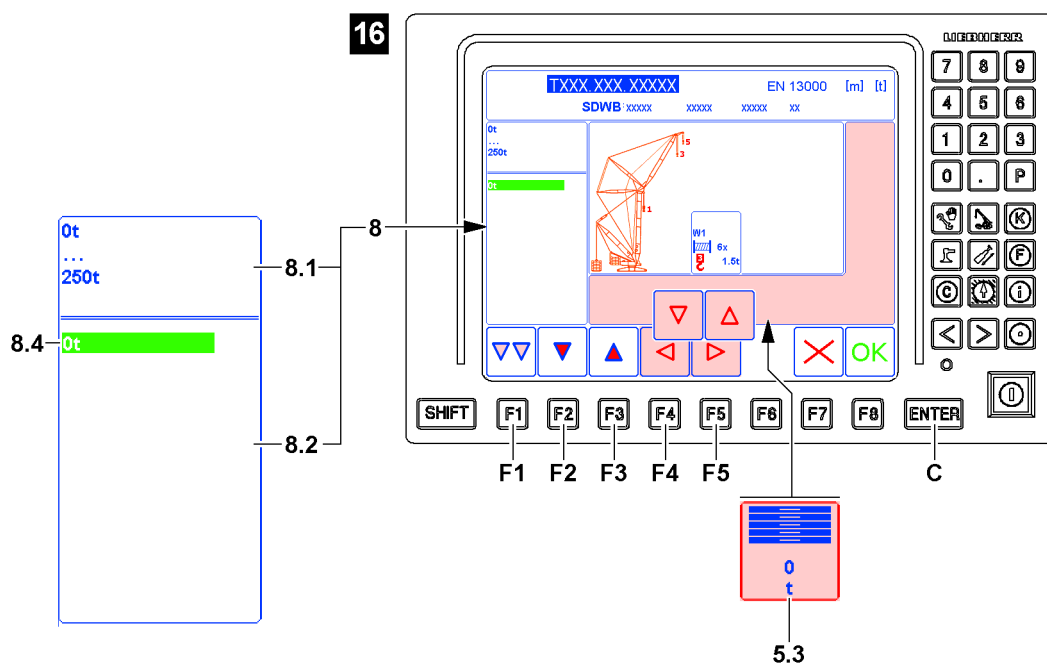 16
LIEBHERR
TXXX.XXX.XXXXX EN 13000 [m] [t]
SDWB xxxxx xxxxx xxxxx xx
0t
...
250t
0t
5
3
1
W1
6x
1.5t
OK
7 8 9
4 5 6
1 2 3
0 . P
K
F
C i
SHIFT F1 F2 F3 F4 F5 F6 F7 F8 ENTER
F1 F2 F3 F4 F5 C
8
0t
...
250t
8.1
8.4
0t
8.2
0
t
5.3